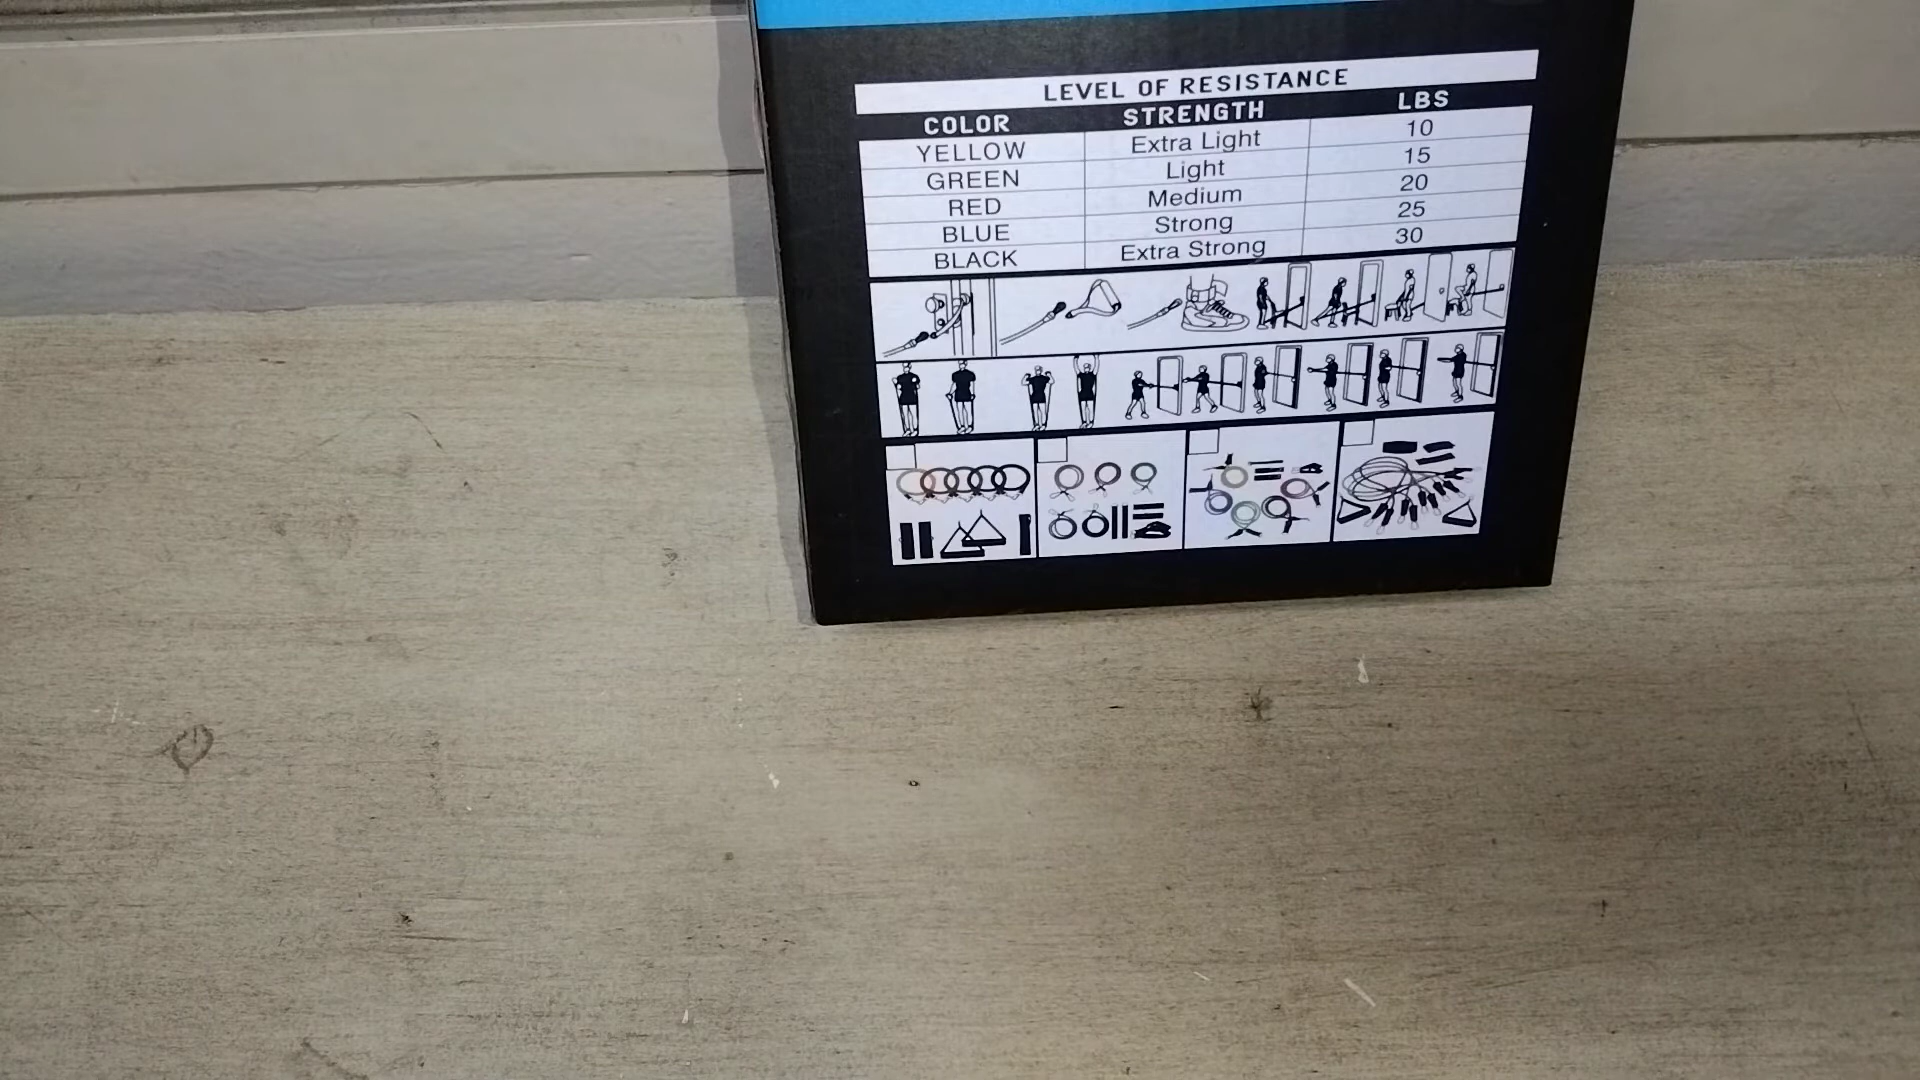 LEVEL OF RESISTANCE
COLOR STRENGTH LBS
YELLOW Extra Light 10
GREEN Light 15
RED Medium 20
BLUE Strong 25
BLACK Extra Strong 30